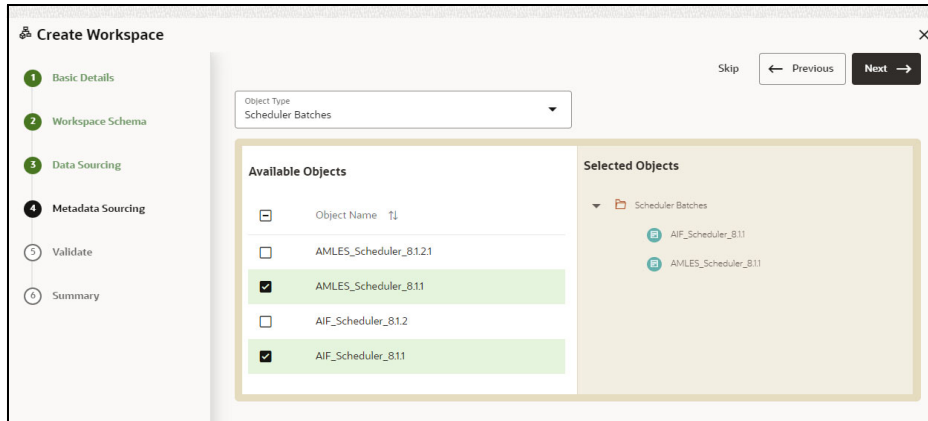 Create Workspace
Skip
Previous
Next
1 Basic Details
2 Workspace Schema
3 Data Sourcing
4 Metadata Sourcing
5 Validate
6 Summary
Object Type
Scheduler Batches
Available Objects
Object Name
AMLES_Scheduler_8.1.2.1
AMLES_Scheduler_8.1.1
AIF_Scheduler_8.1.2
AIF_Scheduler_8.1.1
Selected Objects
Scheduler Batches
AIF_Scheduler_8.1.1
AMLES_Scheduler_8.1.1